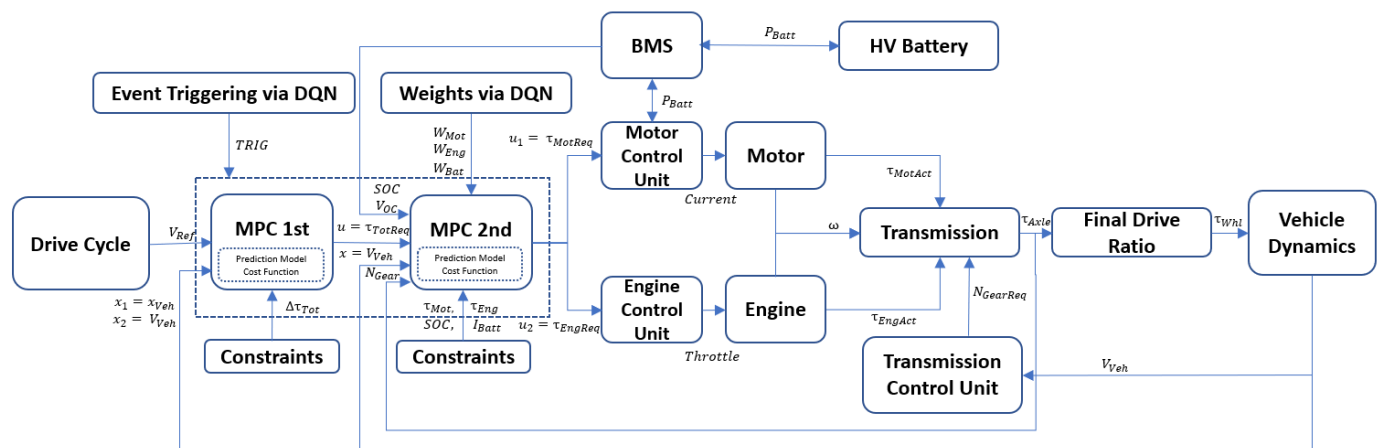 BMS
P_Batt
HV Battery
Event Triggering via DQN
Weights via DQN
P_Batt
TRIG
W_Mot
W_Eng
W_Bat
u_1 = τ_MotReq
Motor
Control
Unit
Motor
τ_MotAct
SOC
V_OC
Current
Drive Cycle
V_Ref
MPC 1st
Prediction Model
Cost Function
u = τ_TotReq
x = V_Veh
N_Gear
MPC 2nd
Prediction Model
Cost Function
ω
Transmission
τ_Axle
Final Drive
Ratio
τ_Whl
Vehicle
Dynamics
x_1 = x_Veh
x_2 = V_Veh
Δτ_Tot
τ_Mot, τ_Eng
SOC, I_Batt
u_2 = τ_EngReq
Engine
Control
Unit
Engine
τ_EngAct
N_GearReq
Throttle
Constraints
Constraints
Transmission
Control Unit
V_Veh